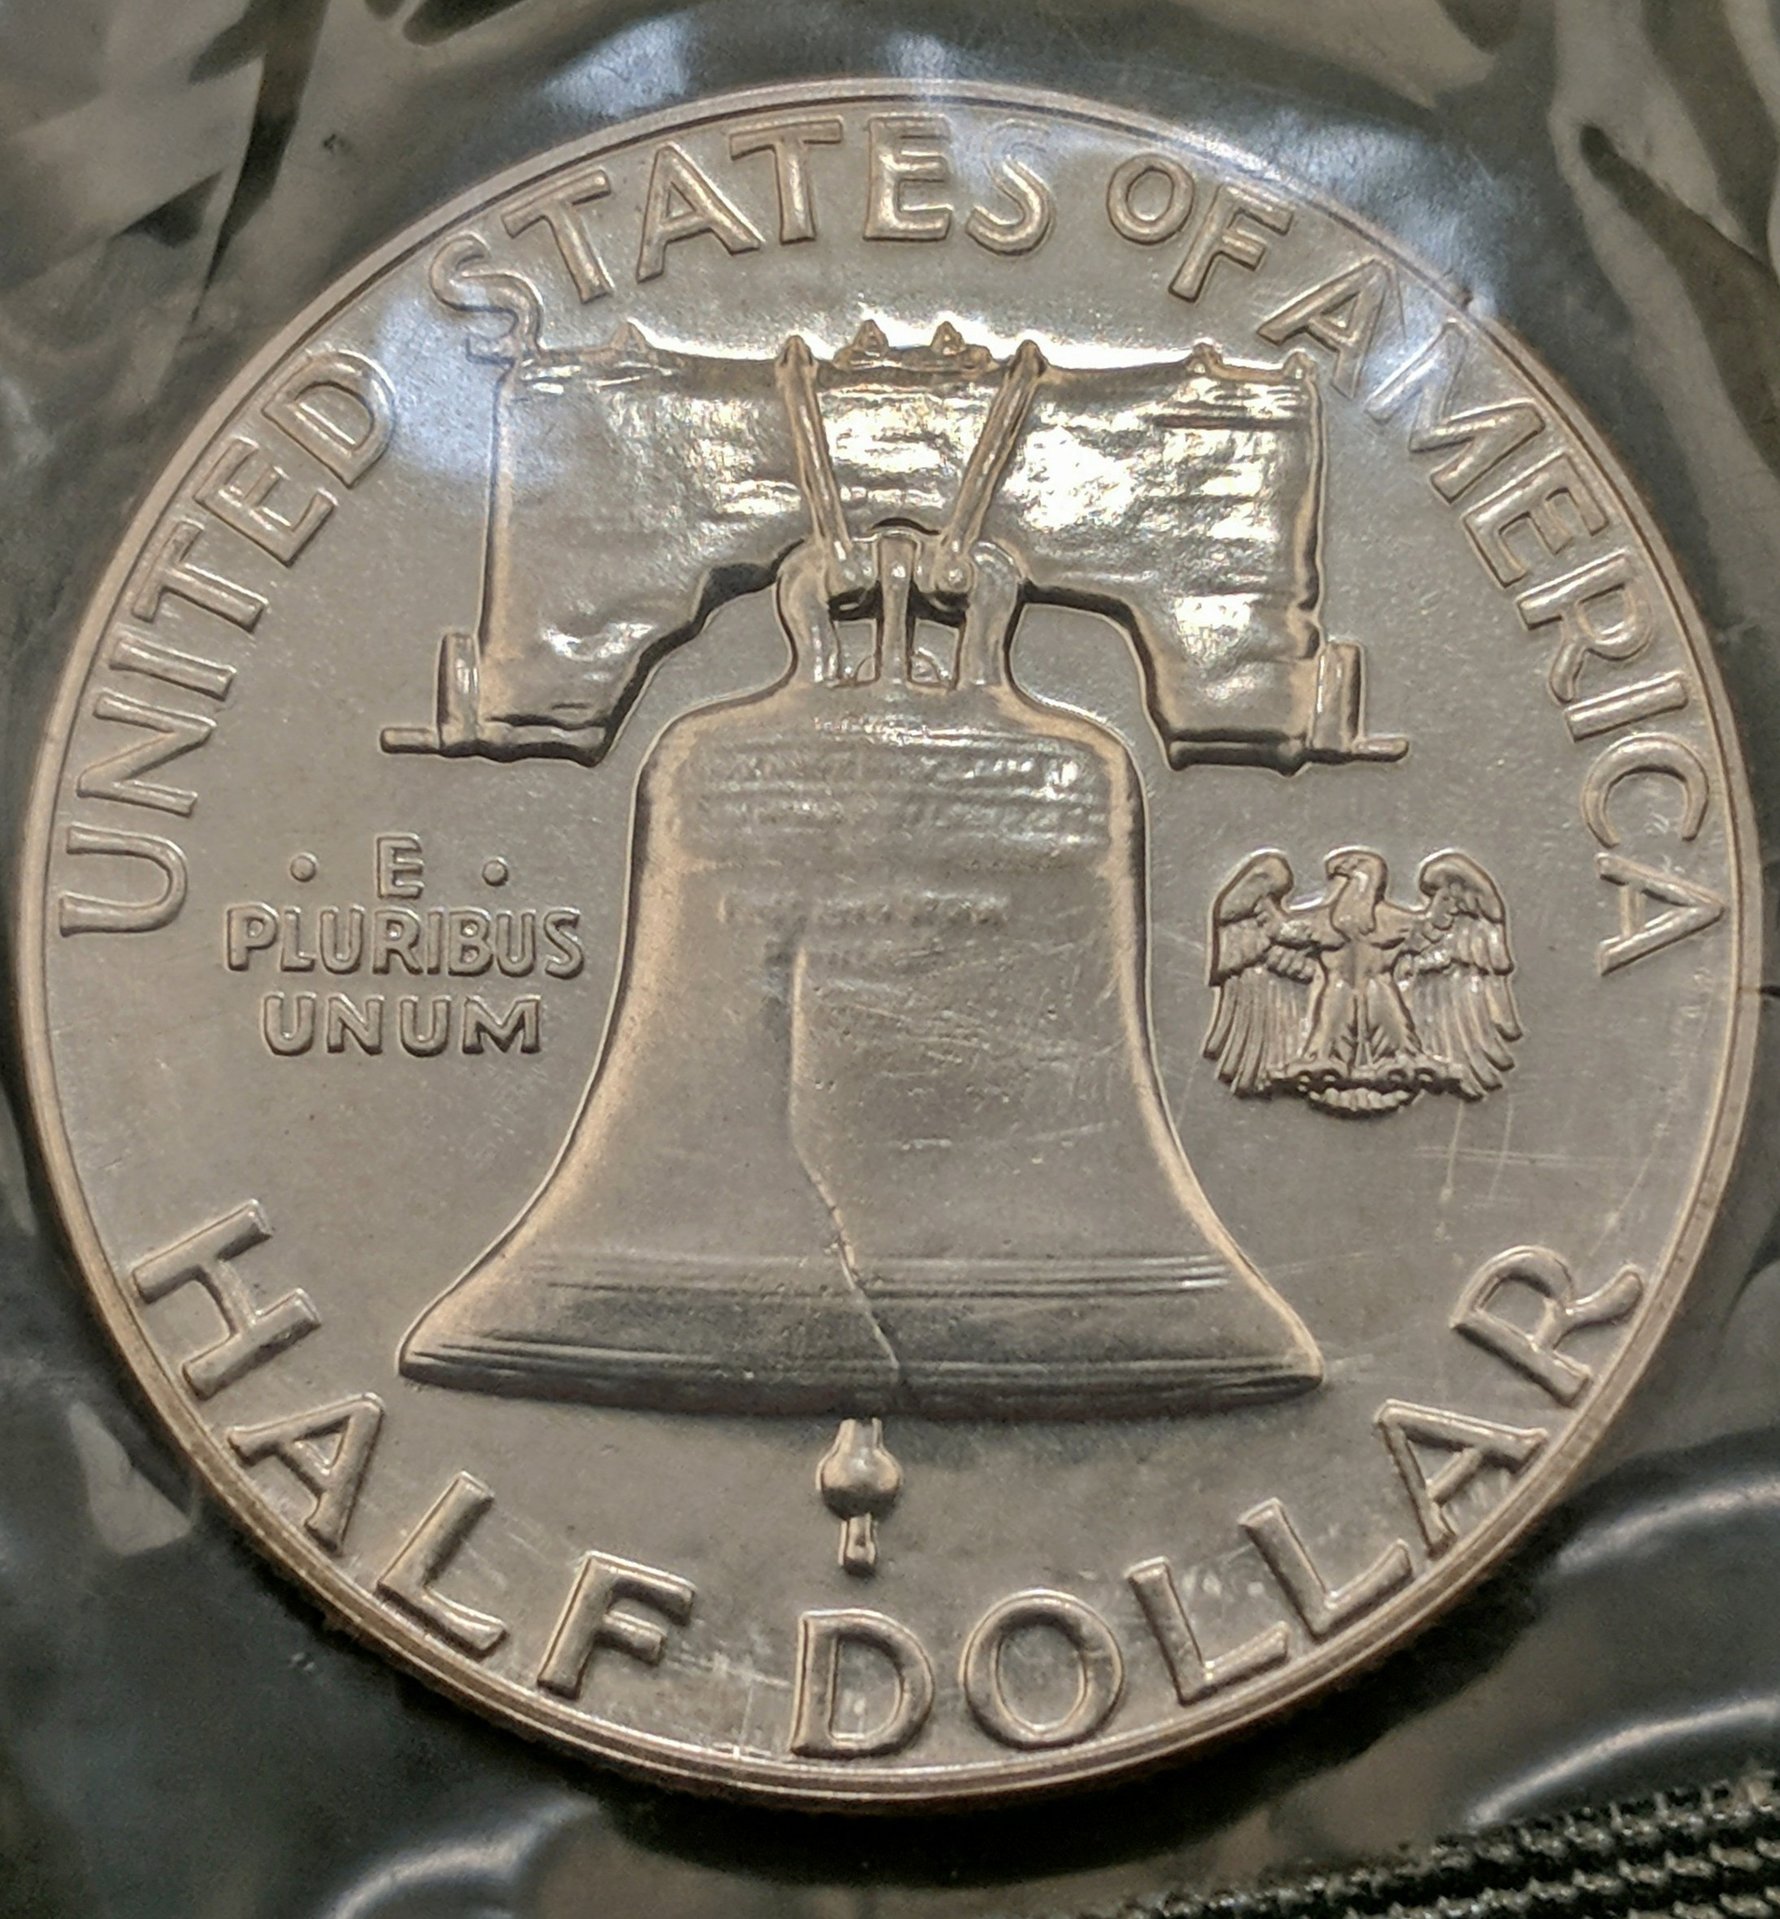 UNITED STATES OF AMERICA
· E ·
PLURIBUS
UNUM
HALF DOLLAR